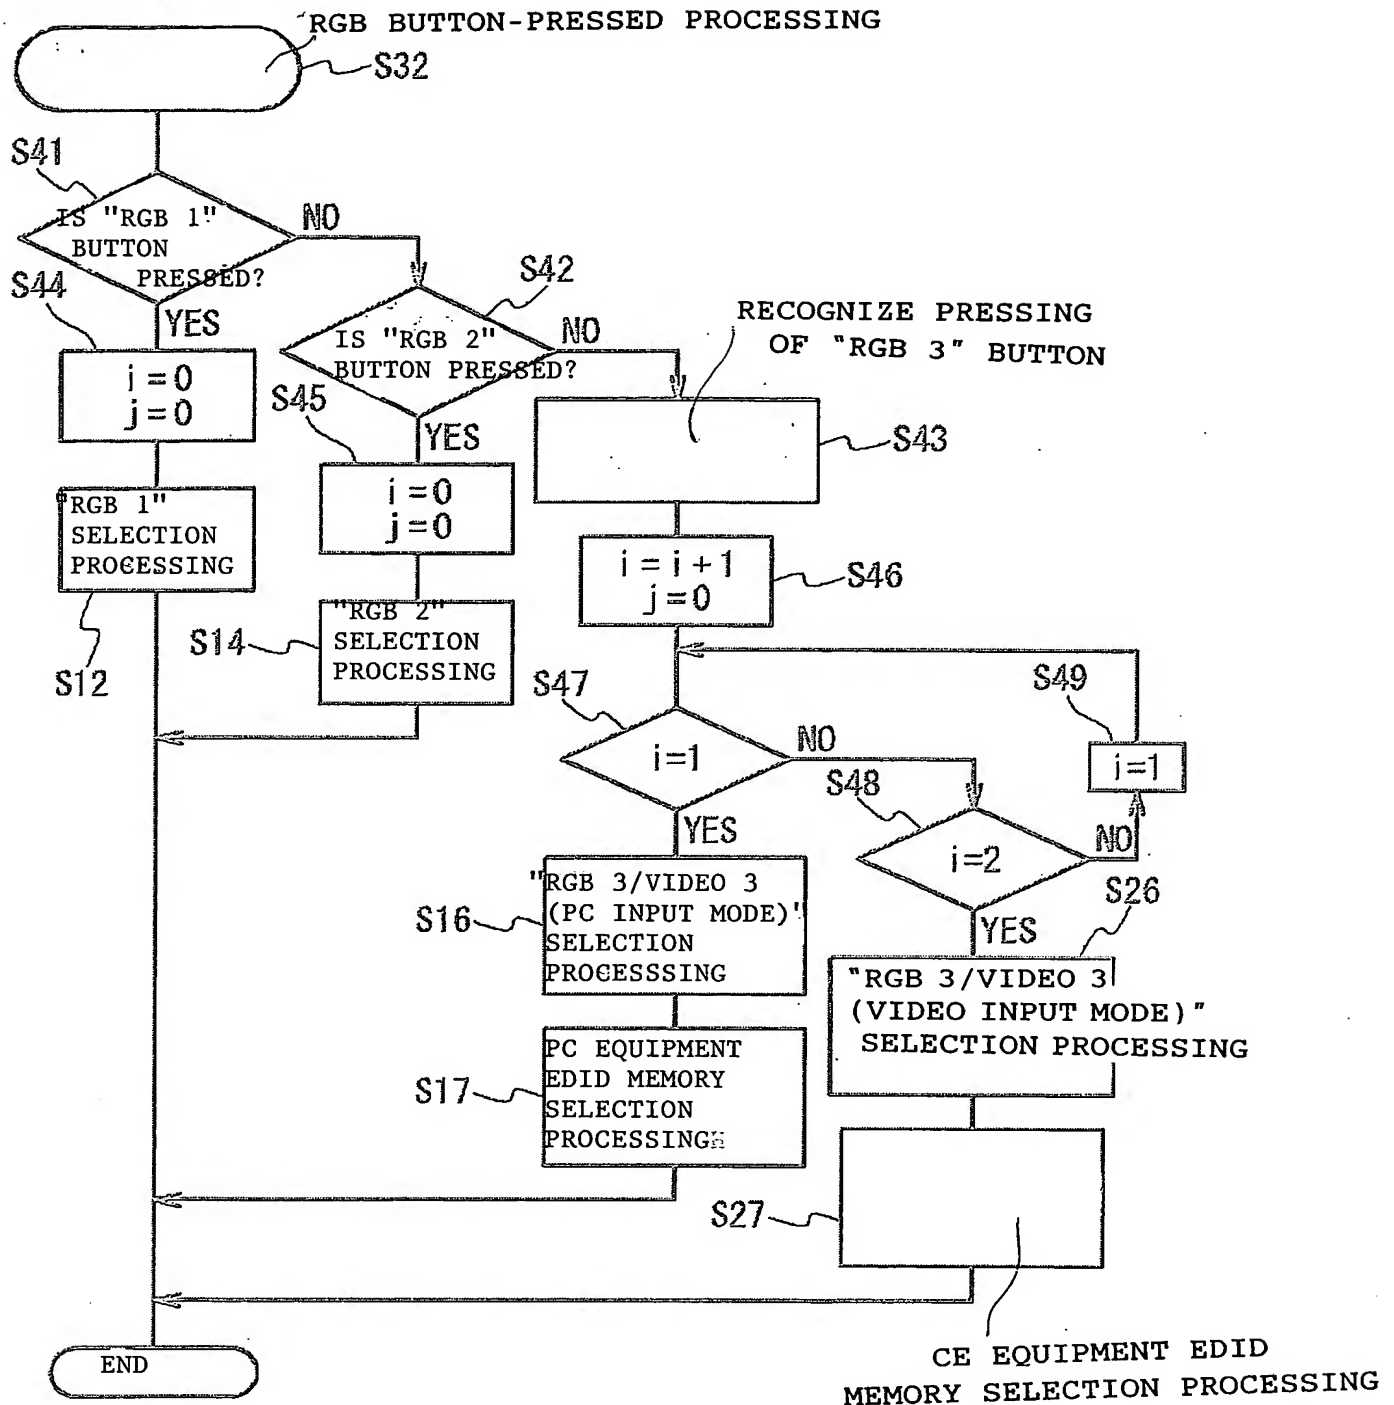 RGB BUTTON-PRESSED PROCESSING
S32
S41
IS "RGB 1"
BUTTON
PRESSED?
NO
S44
YES
i=0
j=0
"RGB 1"
SELECTION
PROCESSING
S12
S42
IS "RGB 2"
BUTTON PRESSED?
NO
S45
YES
i=0
j=0
"RGB 2"
SELECTION
PROCESSING
S14
RECOGNIZE PRESSING
OF "RGB 3" BUTTON
S43
i=i+1
j=0
S46
S47
i=1
NO
YES
S49
i=1
S48
i=2
NO
YES
"RGB 3/VIDEO 3
(PC INPUT MODE)"
SELECTION
PROCESSSING
S16
PC EQUIPMENT
EDID MEMORY
SELECTION
PROCESSING
S17
S26
"RGB 3/VIDEO 3
(VIDEO INPUT MODE)"
SELECTION PROCESSING
S27
CE EQUIPMENT EDID
MEMORY SELECTION PROCESSING
END